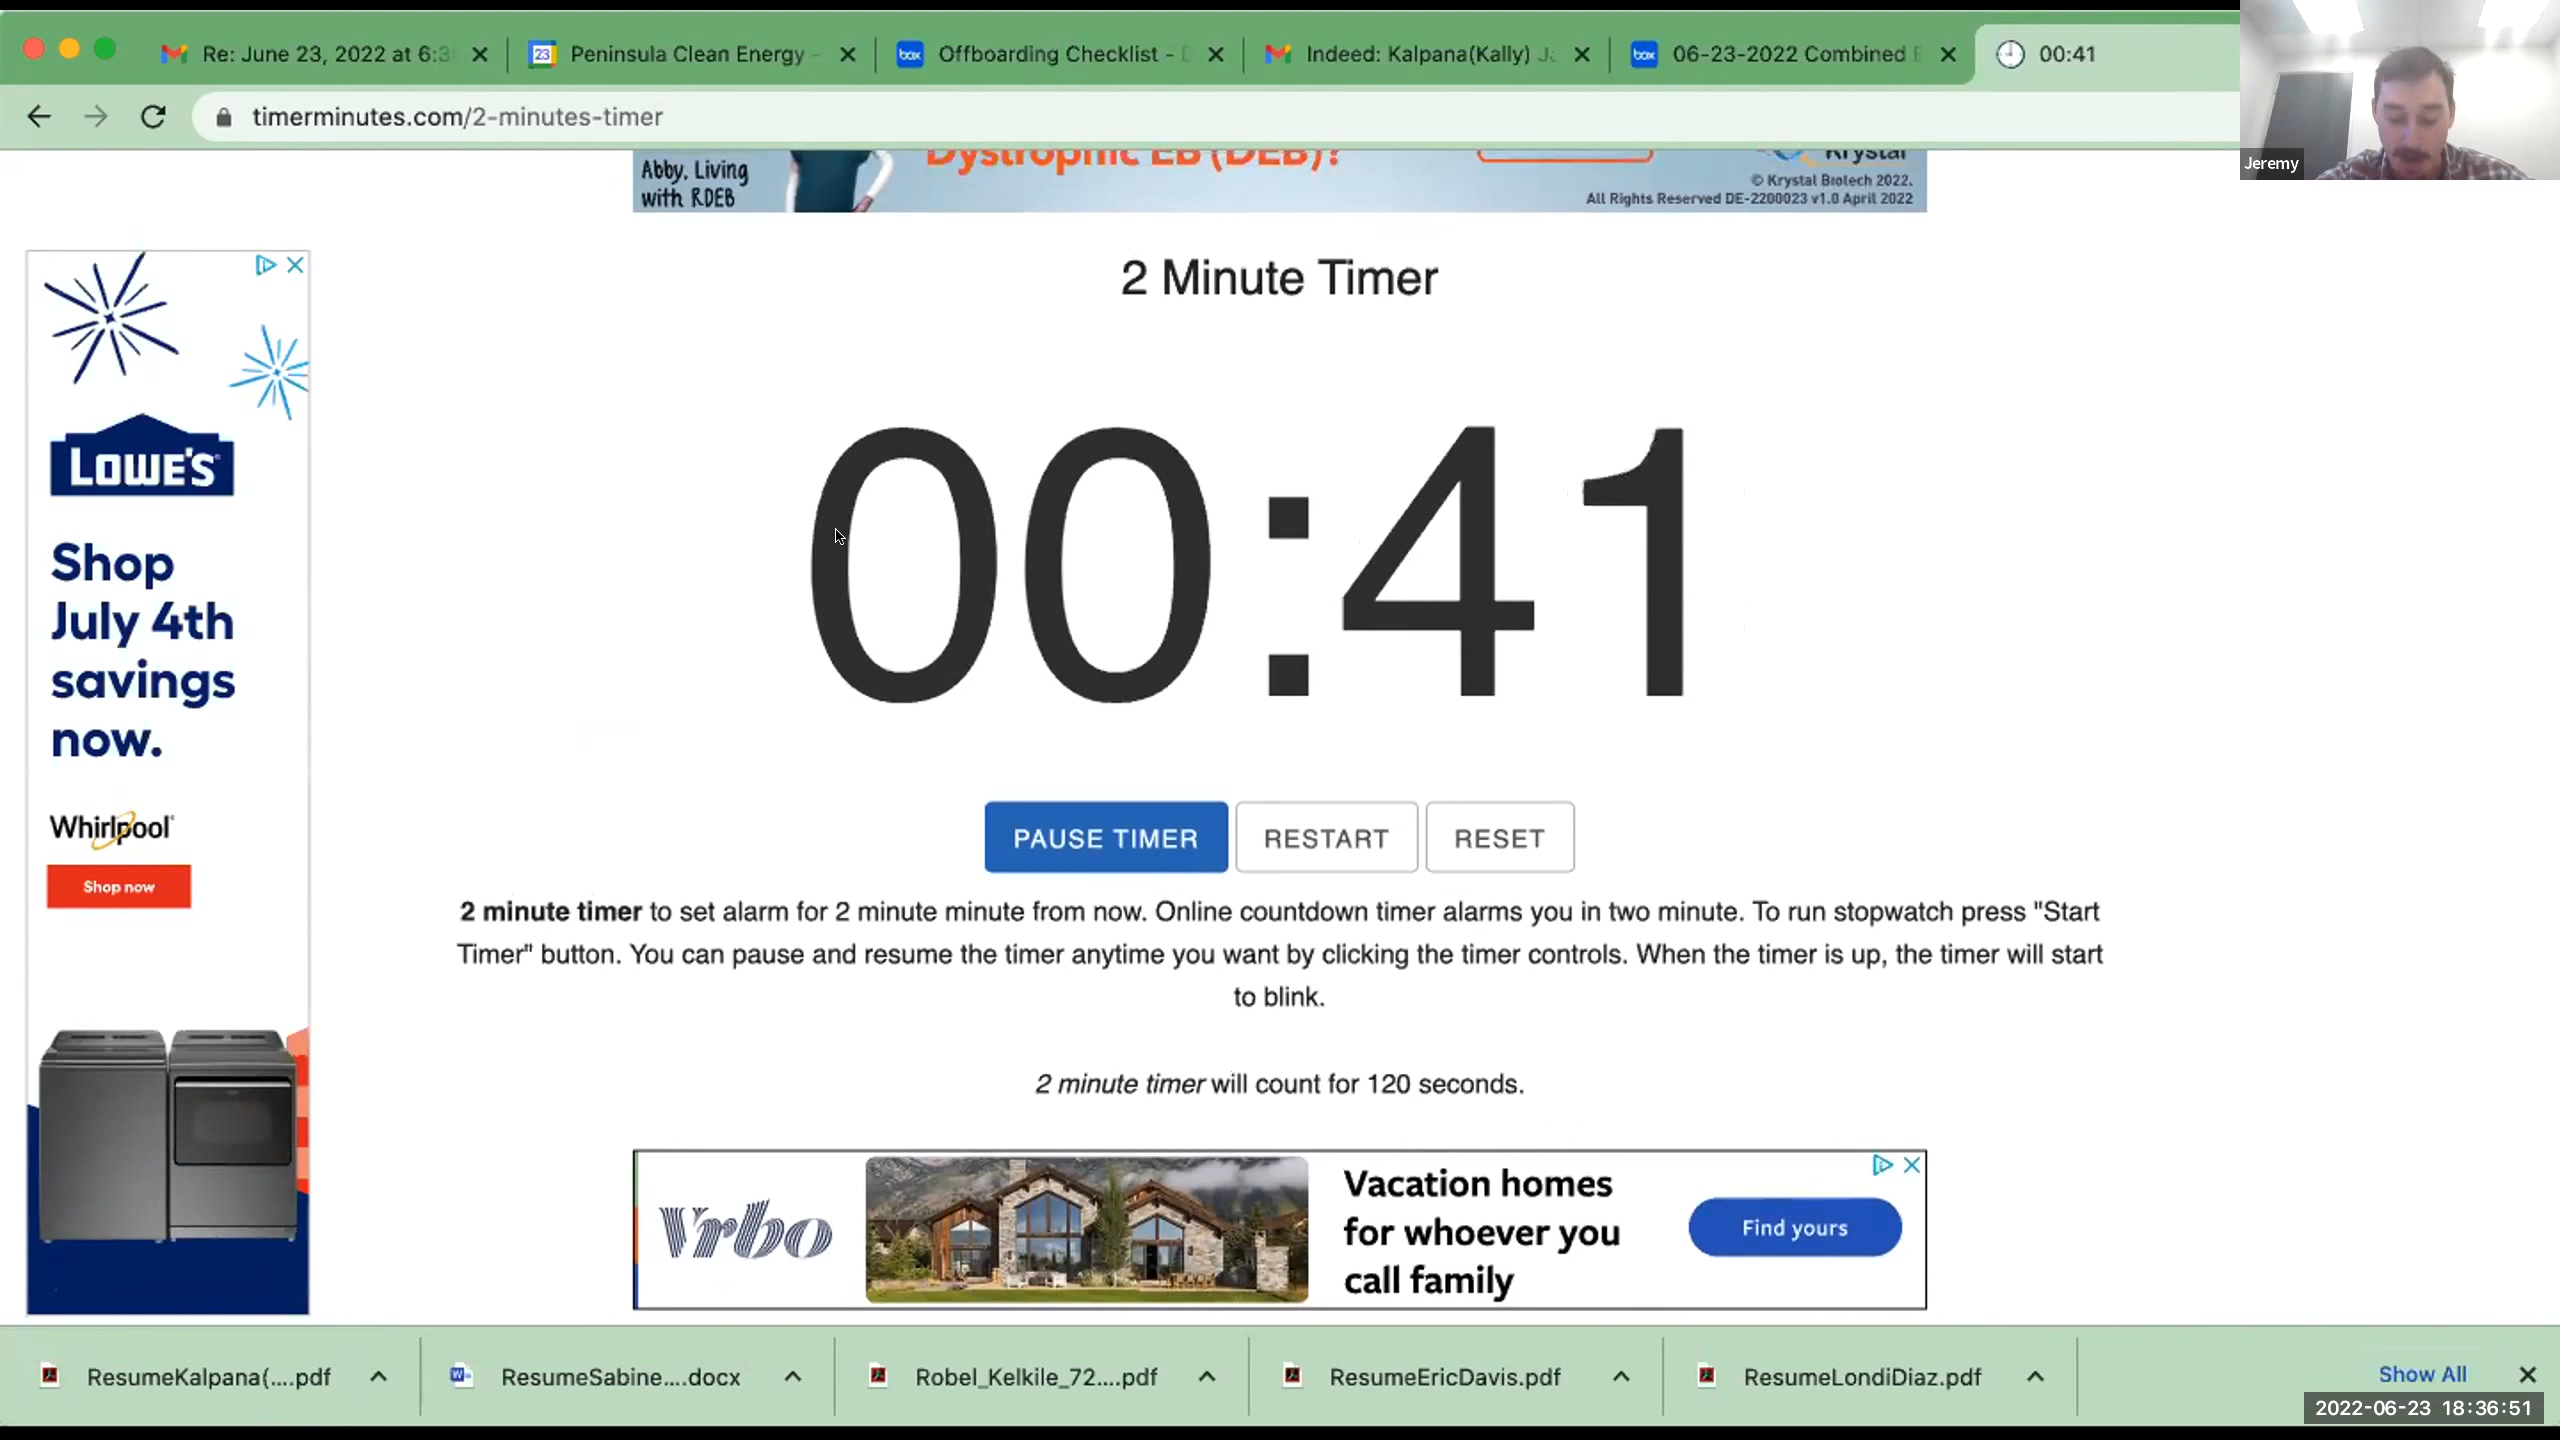 Re: June 23, 2022 at 6:3
Peninsula Clean Energy -
Offboarding Checklist -
Indeed: Kalpana(Kally) J
06-23-2022 Combined
00:41
timerminutes.com/2-minutes-timer
Jeremy
Dystrophic EB (DEB)?
Krystal
Abby, Living
with RDEB
© Krystal Biotech 2022.
All Rights Reserved DE-2200023 v1.0 April 2022
2 Minute Timer
00:41
LOWE'S
Shop
July 4th
savings
now.
Whirlpool
Shop now
PAUSE TIMER
RESTART
RESET
2 minute timer to set alarm for 2 minute minute from now. Online countdown timer alarms you in two minute. To run stopwatch press "Start
Timer" button. You can pause and resume the timer anytime you want by clicking the timer controls. When the timer is up, the timer will start
to blink.
2 minute timer will count for 120 seconds.
Vrbo
Vacation homes
for whoever you
call family
Find yours
ResumeKalpana(....pdf
ResumeSabine....docx
Robel_Kelkile_72....pdf
ResumeEricDavis.pdf
ResumeLondiDiaz.pdf
Show All
2022-06-23 18:36:51